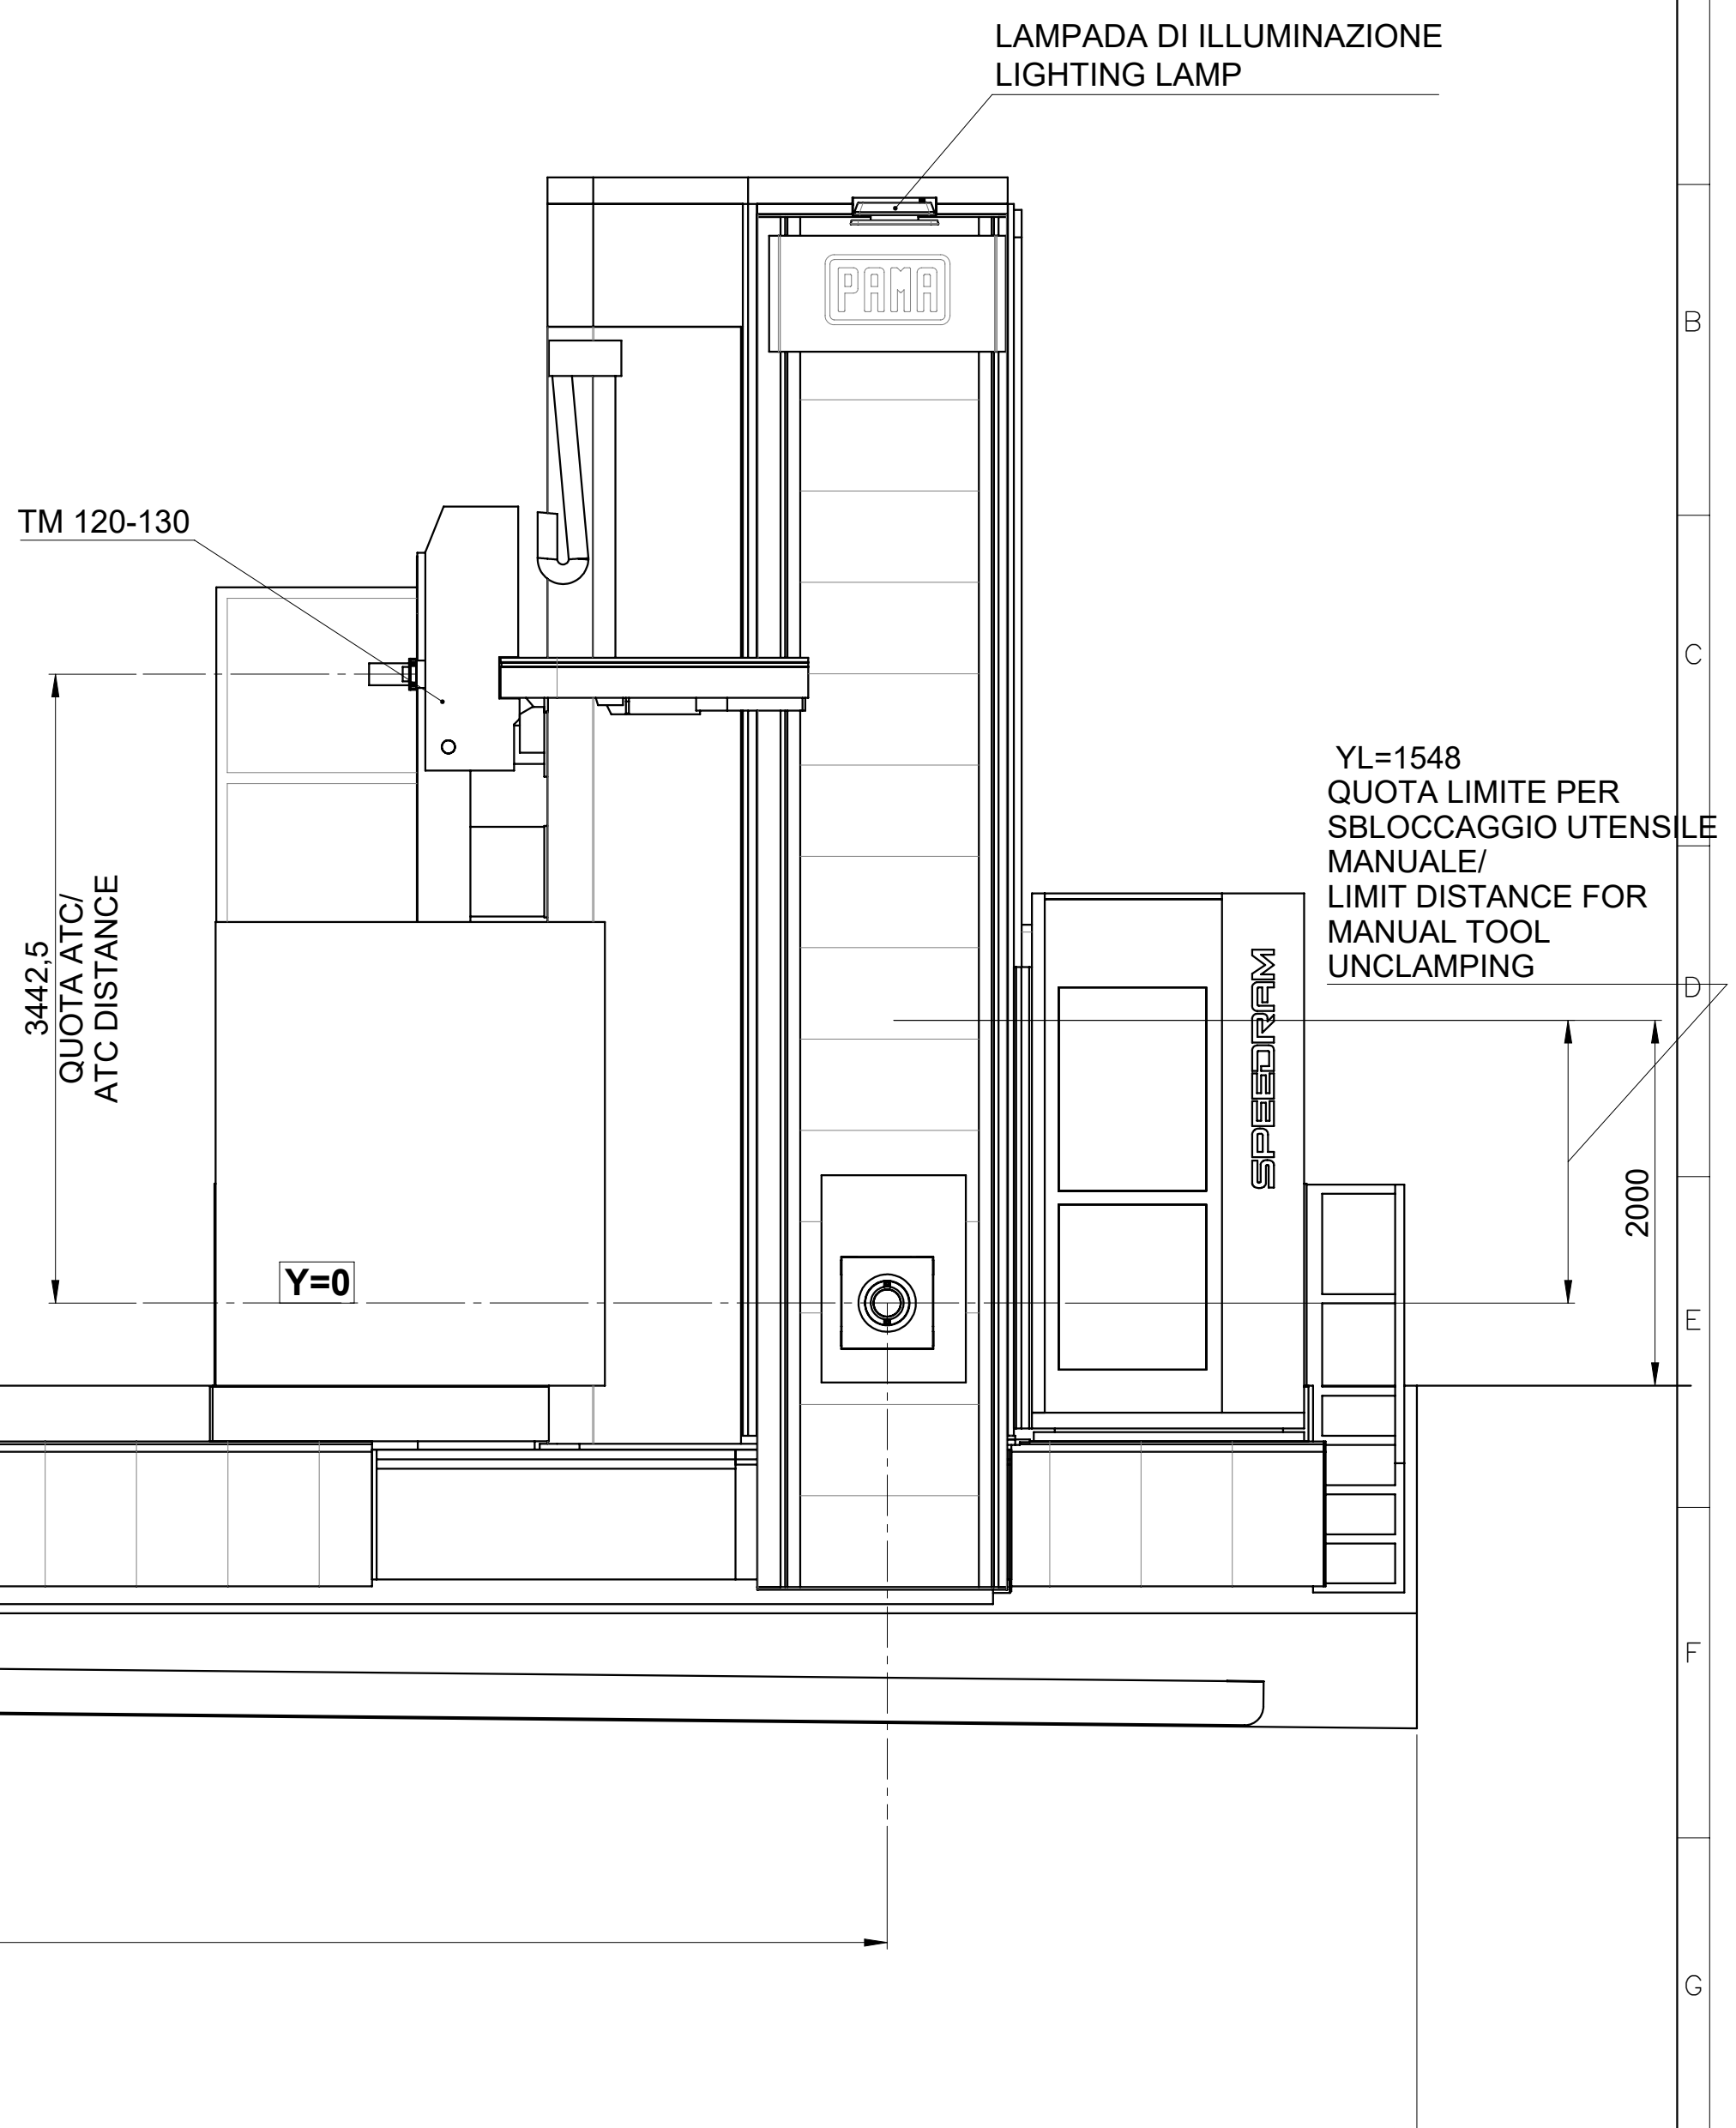 LAMPADA DI ILLUMINAZIONE
LIGHTING LAMP
PAMA
B
TM 120-130
C
YL=1548
QUOTA LIMITE PER
SBLOCCAGGIO UTENSILE
MANUALE/
LIMIT DISTANCE FOR
MANUAL TOOL
UNCLAMPING
3442,5
QUOTA ATC/
ATC DISTANCE
D
SPEEDRAM
2000
Y=0
E
F
G